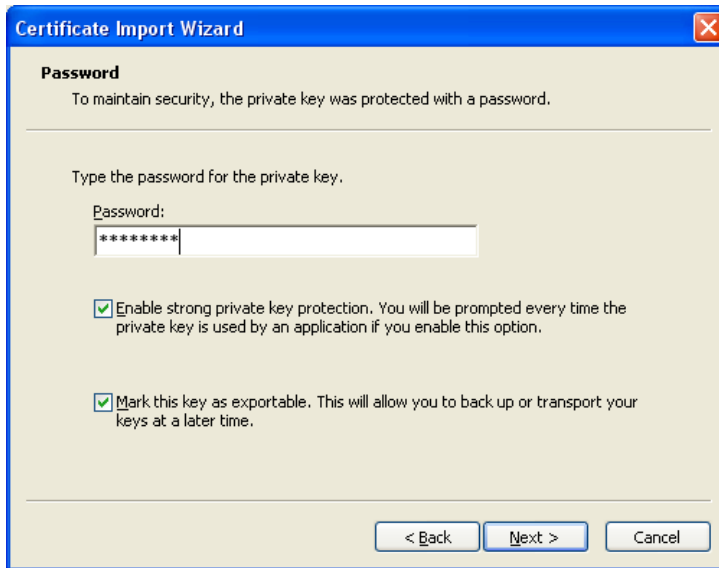 Certificate Import Wizard
Password
To maintain security, the private key was protected with a password.
Type the password for the private key.
Password:
********
Enable strong private key protection. You will be prompted every time the
private key is used by an application if you enable this option.
Mark this key as exportable. This will allow you to back up or transport your
keys at a later time.
< Back
Next >
Cancel